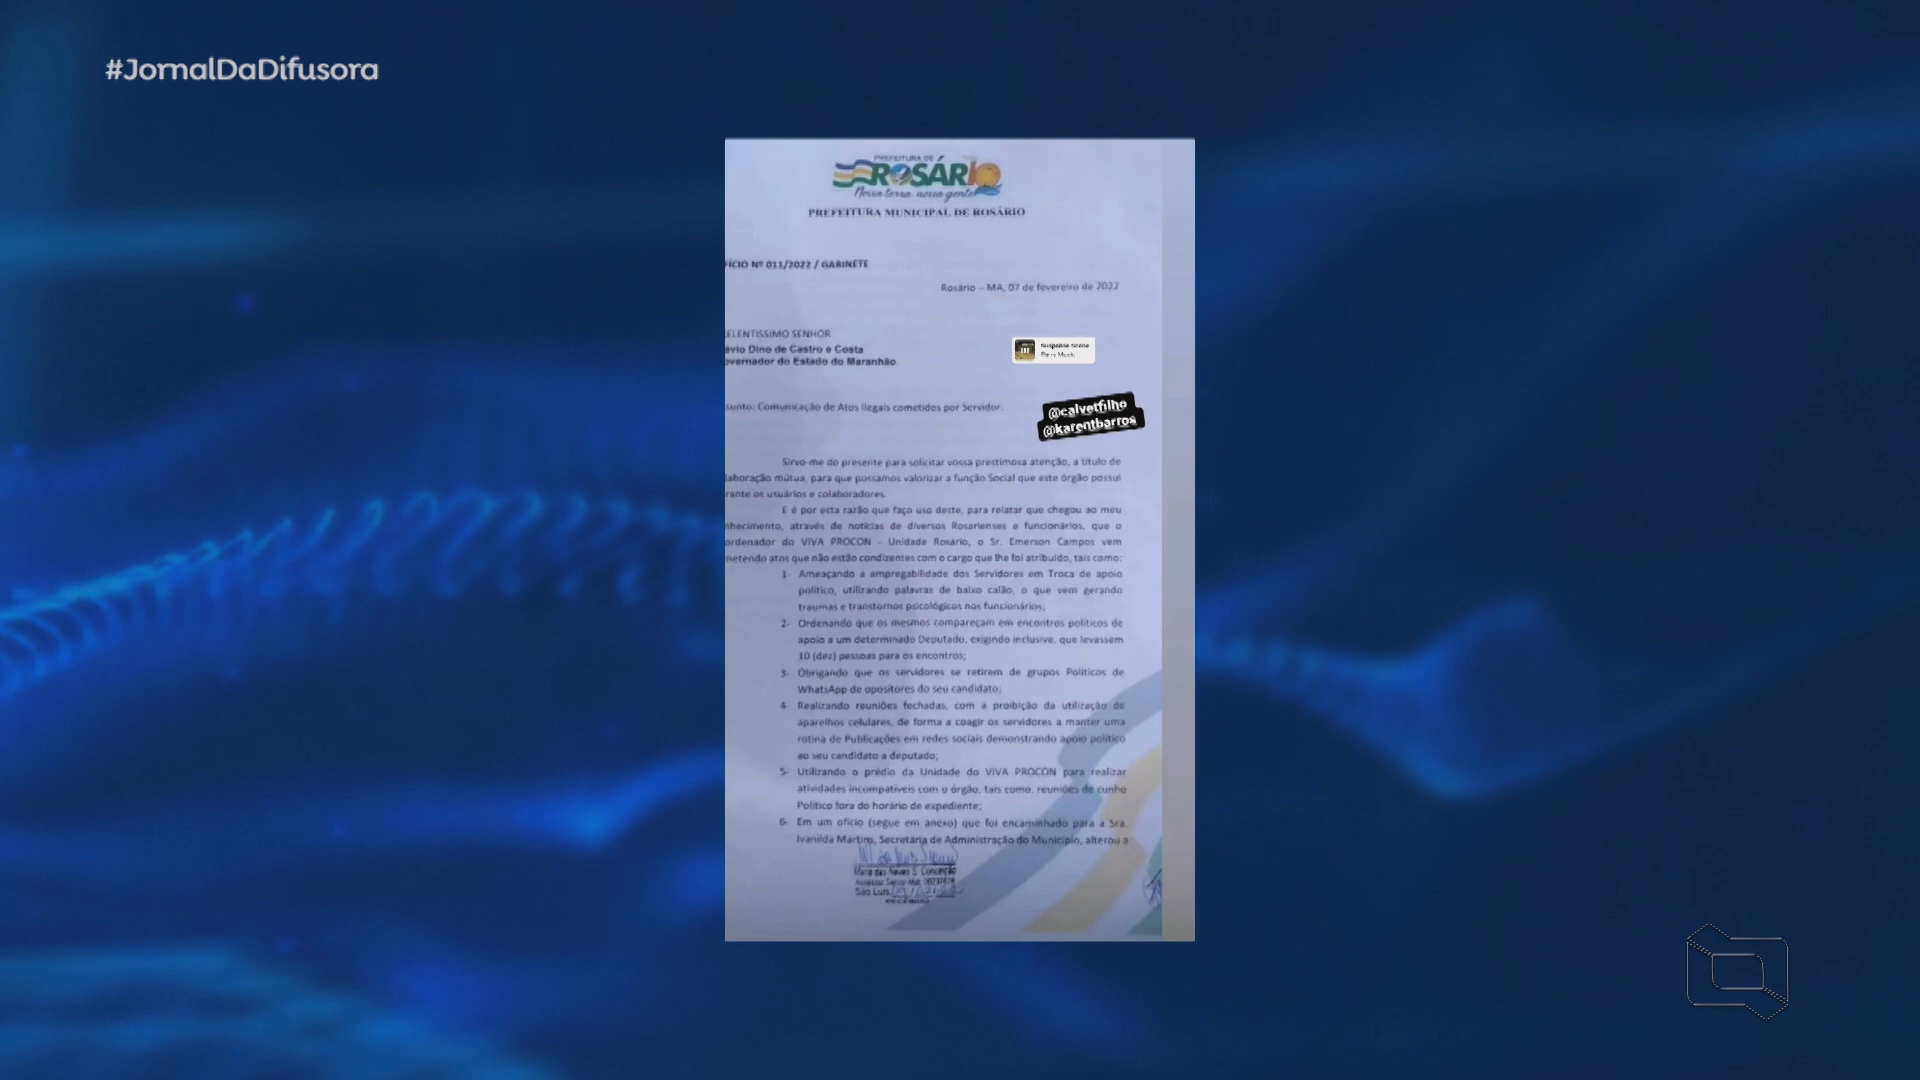 #JornalDaDifusora
PREFEITURA DE
ROSÁRIO
Nossa terra, nossa gente
PREFEITURA MUNICIPAL DE ROSÁRIO
ÍCIO Nº 011/2022 / GABINETE
Rosário – MA, 07 de fevereiro de 2022
ELENTISSIMO SENHOR
ávio Dino de Castro e Costa
overnador do Estado do Maranhão
sunto: Comunicação de Atos Ilegais cometidos por Servidor.
@calvetfilho
@karentbarros
Sirvo-me do presente para solicitar vossa prestimosa atenção, a título de
laboração mútua, para que possamos valorizar a função Social que este órgão possui
rante os usuários e colaboradores.
E é por esta razão que faço uso deste, para relatar que chegou ao meu
nhecimento, através de notícias de diversos Rosarienses e funcionários, que o
ordenador do VIVA PROCON - Unidade Rosário, o Sr. Emerson Campos vem
metendo atos que não estão condizentes com o cargo que lhe foi atribuído, tais como:
1- Ameaçando a empregabilidade dos Servidores em Troca de apoio
político, utilizando palavras de baixo calão, o que vem gerando
traumas e transtornos psicológicos nos funcionários;
2- Ordenando que os mesmos compareçam em encontros políticos de
apoio a um determinado Deputado, exigindo inclusive, que levassem
10 (dez) pessoas para os encontros;
3- Obrigando que os servidores se retirem de grupos Políticos de
WhatsApp de opositores do seu candidato;
4- Realizando reuniões fechadas, com a proibição da utilização de
aparelhos celulares, de forma a coagir os servidores a manter uma
rotina de Publicações em redes sociais demonstrando apoio político
ao seu candidato a deputado;
5- Utilizando o prédio da Unidade do VIVA PROCON para realizar
atividades incompatíveis com o órgão, tais como, reuniões de cunho
Político fora do horário de expediente;
6- Em um ofício (segue em anexo) que foi encaminhado para a Sra.
Ivanilda Martins, Secretária de Administração do Município, alterou a
Maria das Neves S. Conceição
São Luís